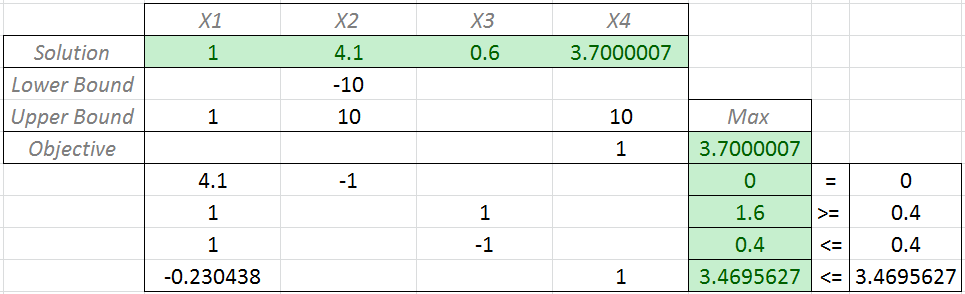 X1 X2 X3 X4
Solution 1 4.1 0.6 3.7000007
Lower Bound -10
Upper Bound 1 10 10 Max
Objective 1 3.7000007
4.1 -1 0 = 0
1 1 1.6 >= 0.4
1 -1 0.4 <= 0.4
-0.230438 1 3.4695627 <= 3.4695627